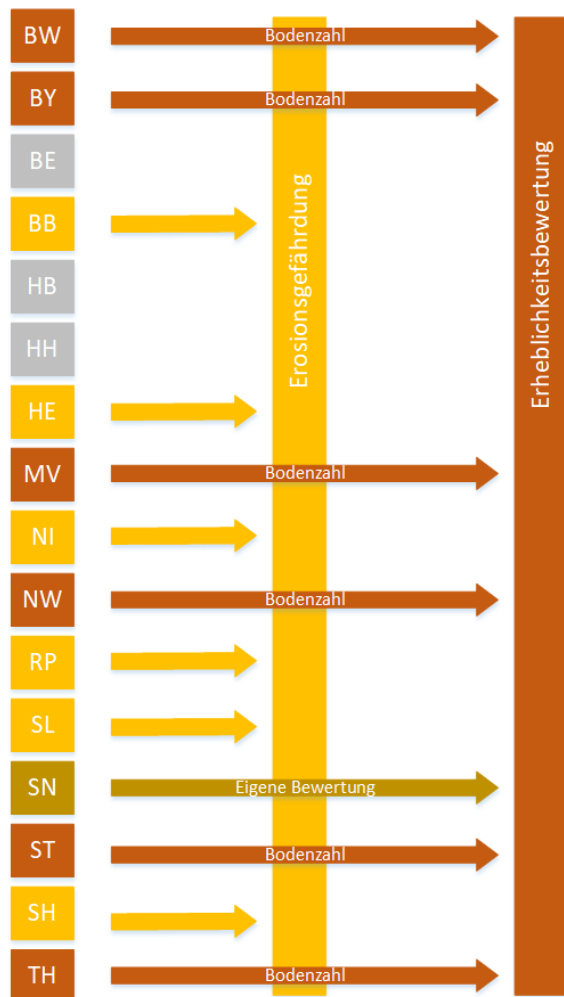 BW
Bodenzahl
BY
Bodenzahl
BE
BB
HB
HH
HE
MV
Bodenzahl
NI
NW
Bodenzahl
RP
SL
SN
Eigene Bewertung
ST
Bodenzahl
SH
TH
Bodenzahl
Erosionsgefährdung
Erheblichkeitsbewertung